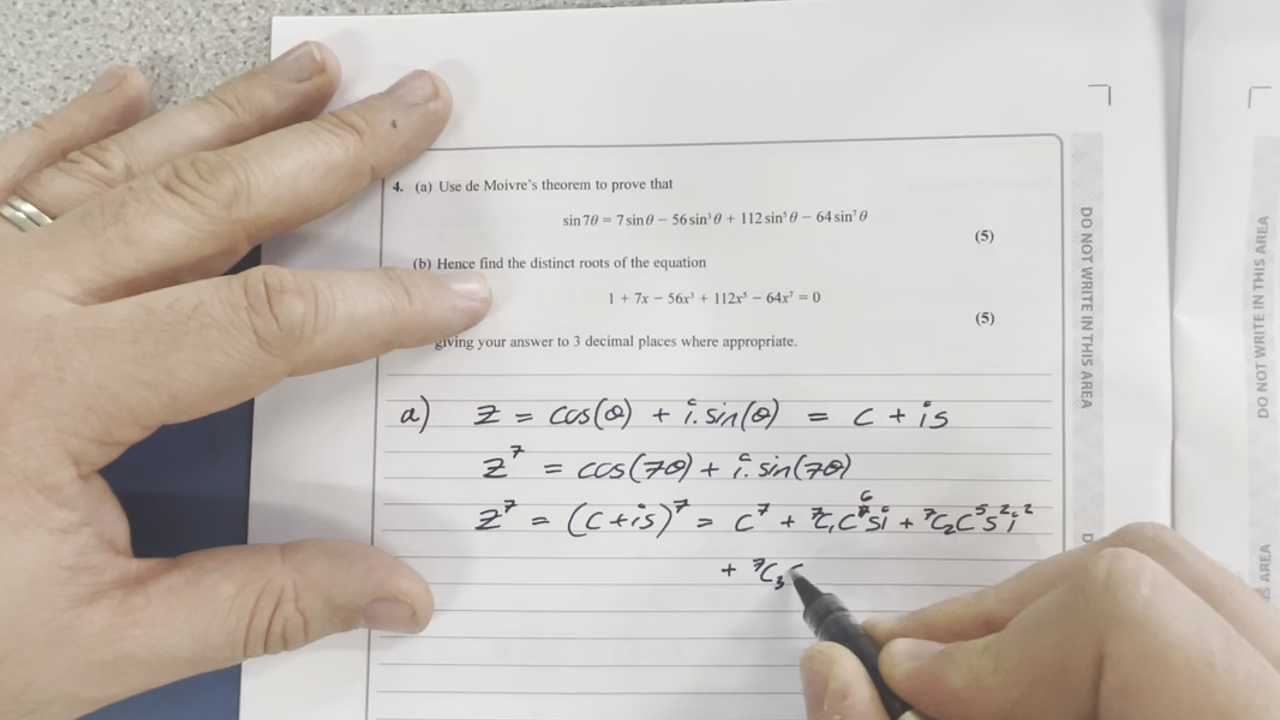 4. (a) Use de Moivre's theorem to prove that
sin 7θ = 7 sin θ − 56 sin³ θ + 112 sin⁵ θ − 64 sin⁷ θ
(5)
(b) Hence find the distinct roots of the equation
1 + 7x − 56x³ + 112x⁵ − 64x⁷ = 0
(5)
giving your answer to 3 decimal places where appropriate.
a) z = cos(θ) + i.sin(θ) = c + is
z⁷ = cos(7θ) + i.sin(7θ)
z⁷ = (c + is)⁷ = c⁷ + ⁷C₁c⁶si + ⁷C₂c⁵s²i²
+ ⁷C₃c
DO NOT WRITE IN THIS AREA
D
DO NOT WRITE IN THIS AREA
S AREA